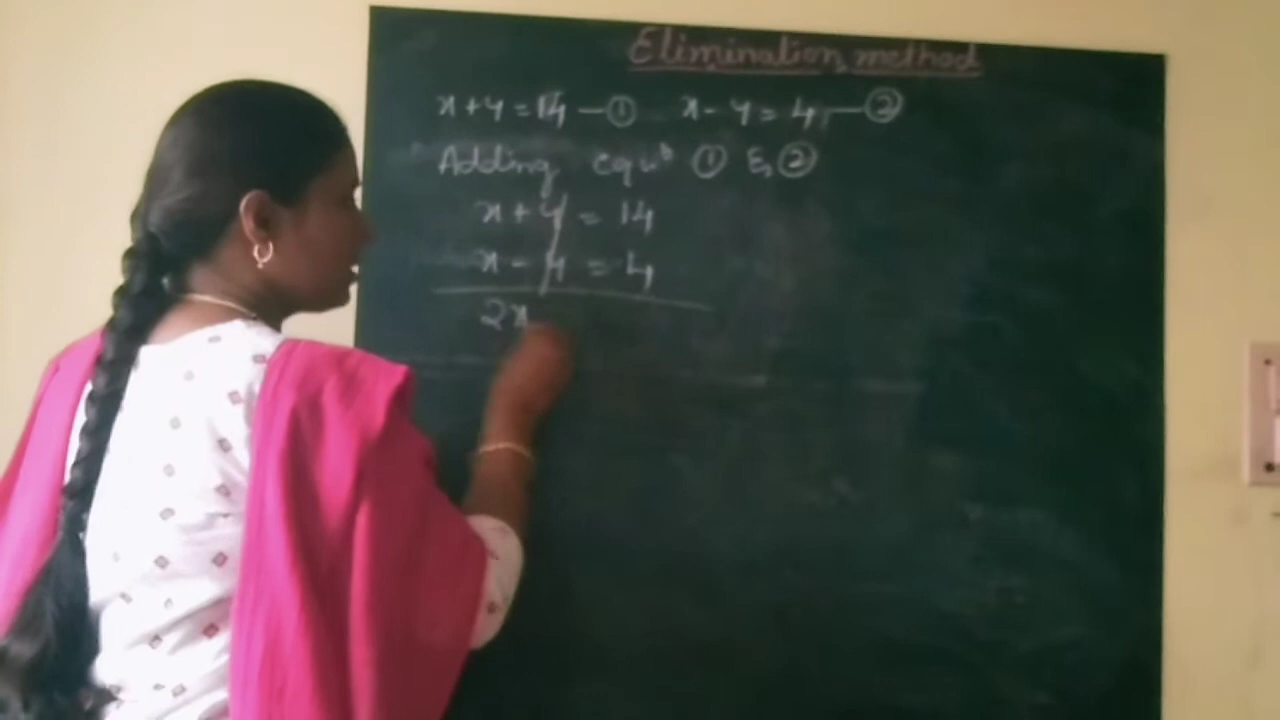 Elimination method
x + y = 14 — ① x - y = 4, — ②
Adding equⁿ ① & ②
x + y = 14
x - y = 4
2x